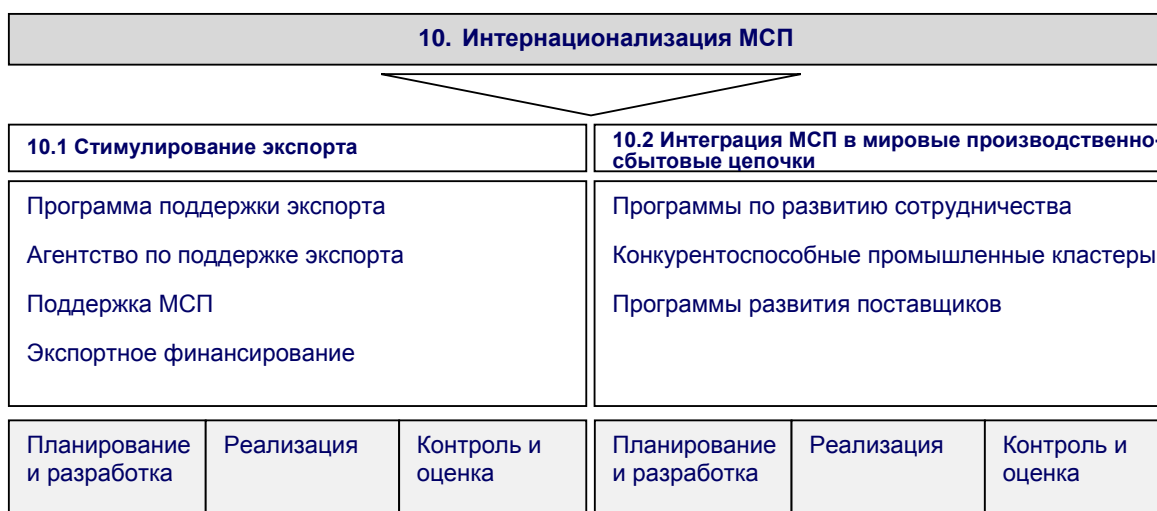 10. Интернационализация МСП
10.1 Стимулирование экспорта
10.2 Интеграция МСП в мировые производственно-
сбытовые цепочки
Программа поддержки экспорта
Агентство по поддержке экспорта
Поддержка МСП
Экспортное финансирование
Программы по развитию сотрудничества
Конкурентоспособные промышленные кластеры
Программы развития поставщиков
Планирование
и разработка
Реализация
Контроль и
оценка
Планирование
и разработка
Реализация
Контроль и
оценка